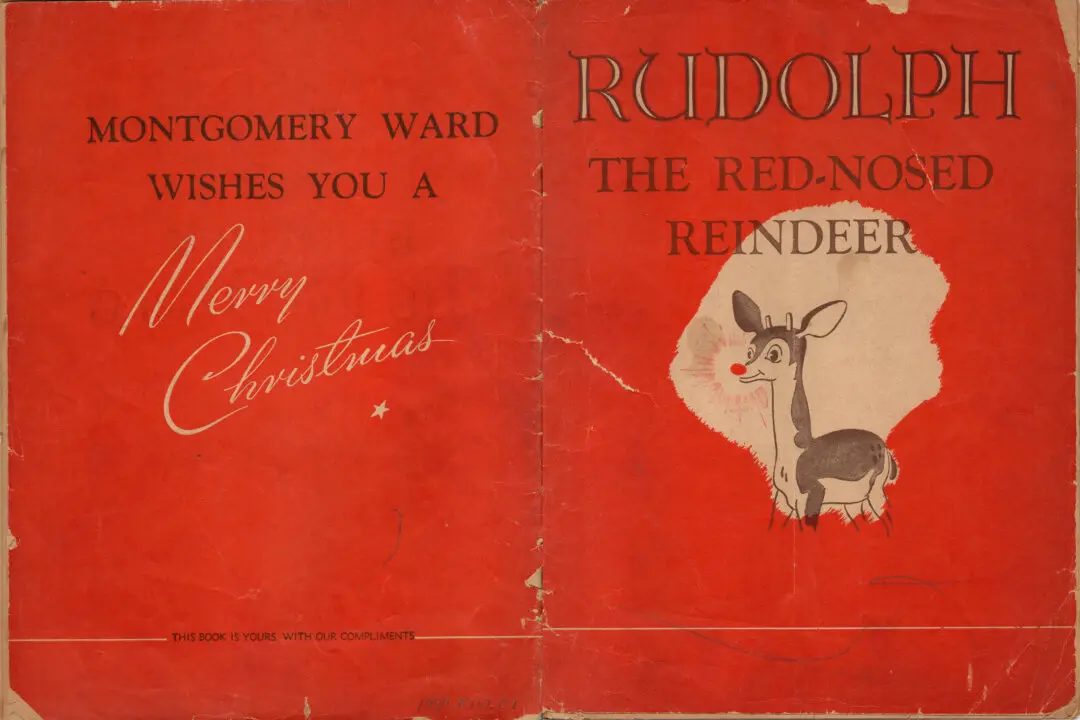 MONTGOMERY WARD
WISHES YOU A
Merry
Christmas
THIS BOOK IS YOURS WITH OUR COMPLIMENTS
RUDOLPH
THE RED-NOSED
REINDEER